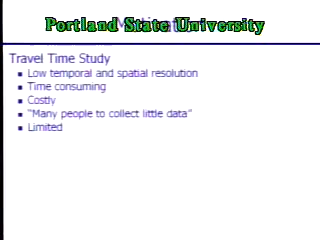 Portland State University
Travel Time Study
Low temporal and spatial resolution
Time consuming
Costly
"Many people to collect little data"
Limited